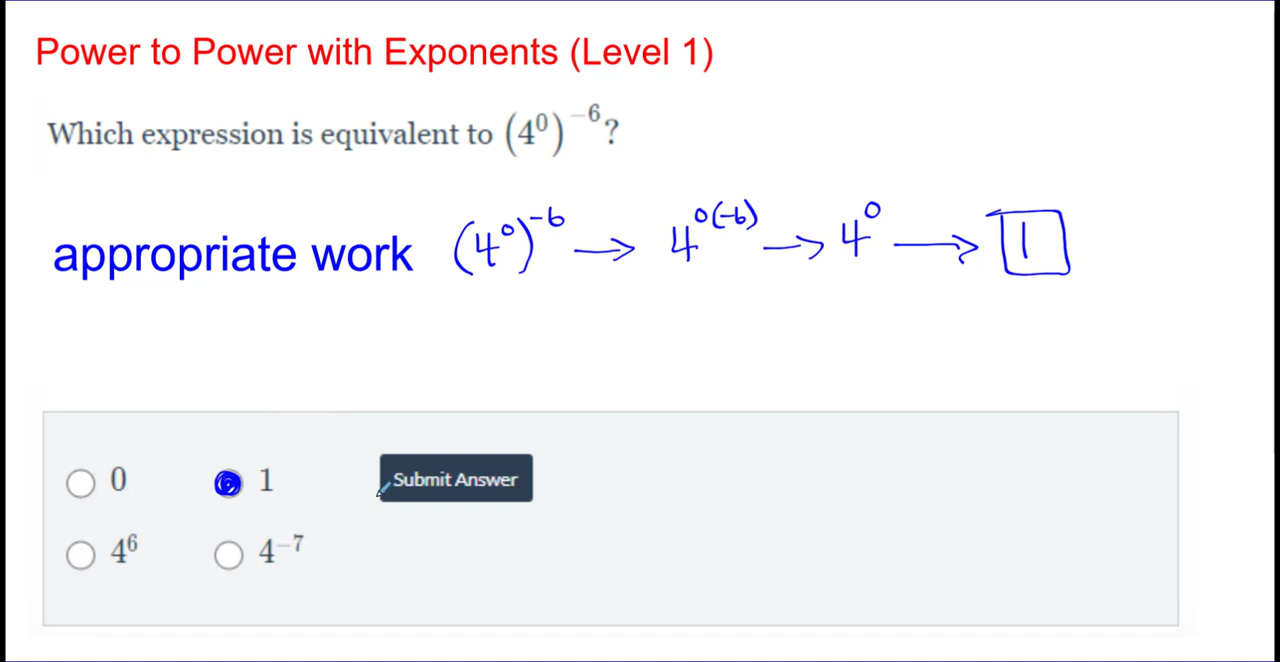 Power to Power with Exponents (Level 1)
Which expression is equivalent to (4⁰)⁻⁶?
appropriate work (4⁰)⁻⁶ → 4⁰⁽⁻⁶⁾ → 4⁰ → 1
0 1 Submit Answer
4⁶ 4⁻⁷